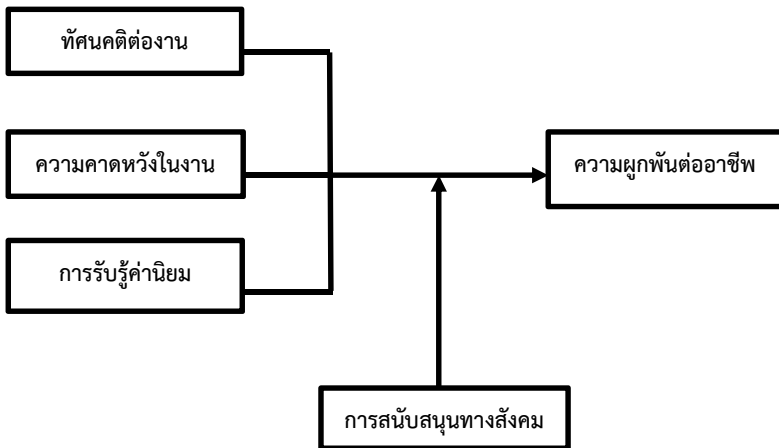 ทัศนคติต่องาน
ความคาดหวังในงาน
ความผูกพันต่ออาชีพ
การรับรู้ค่านิยม
การสนับสนุนทางสังคม